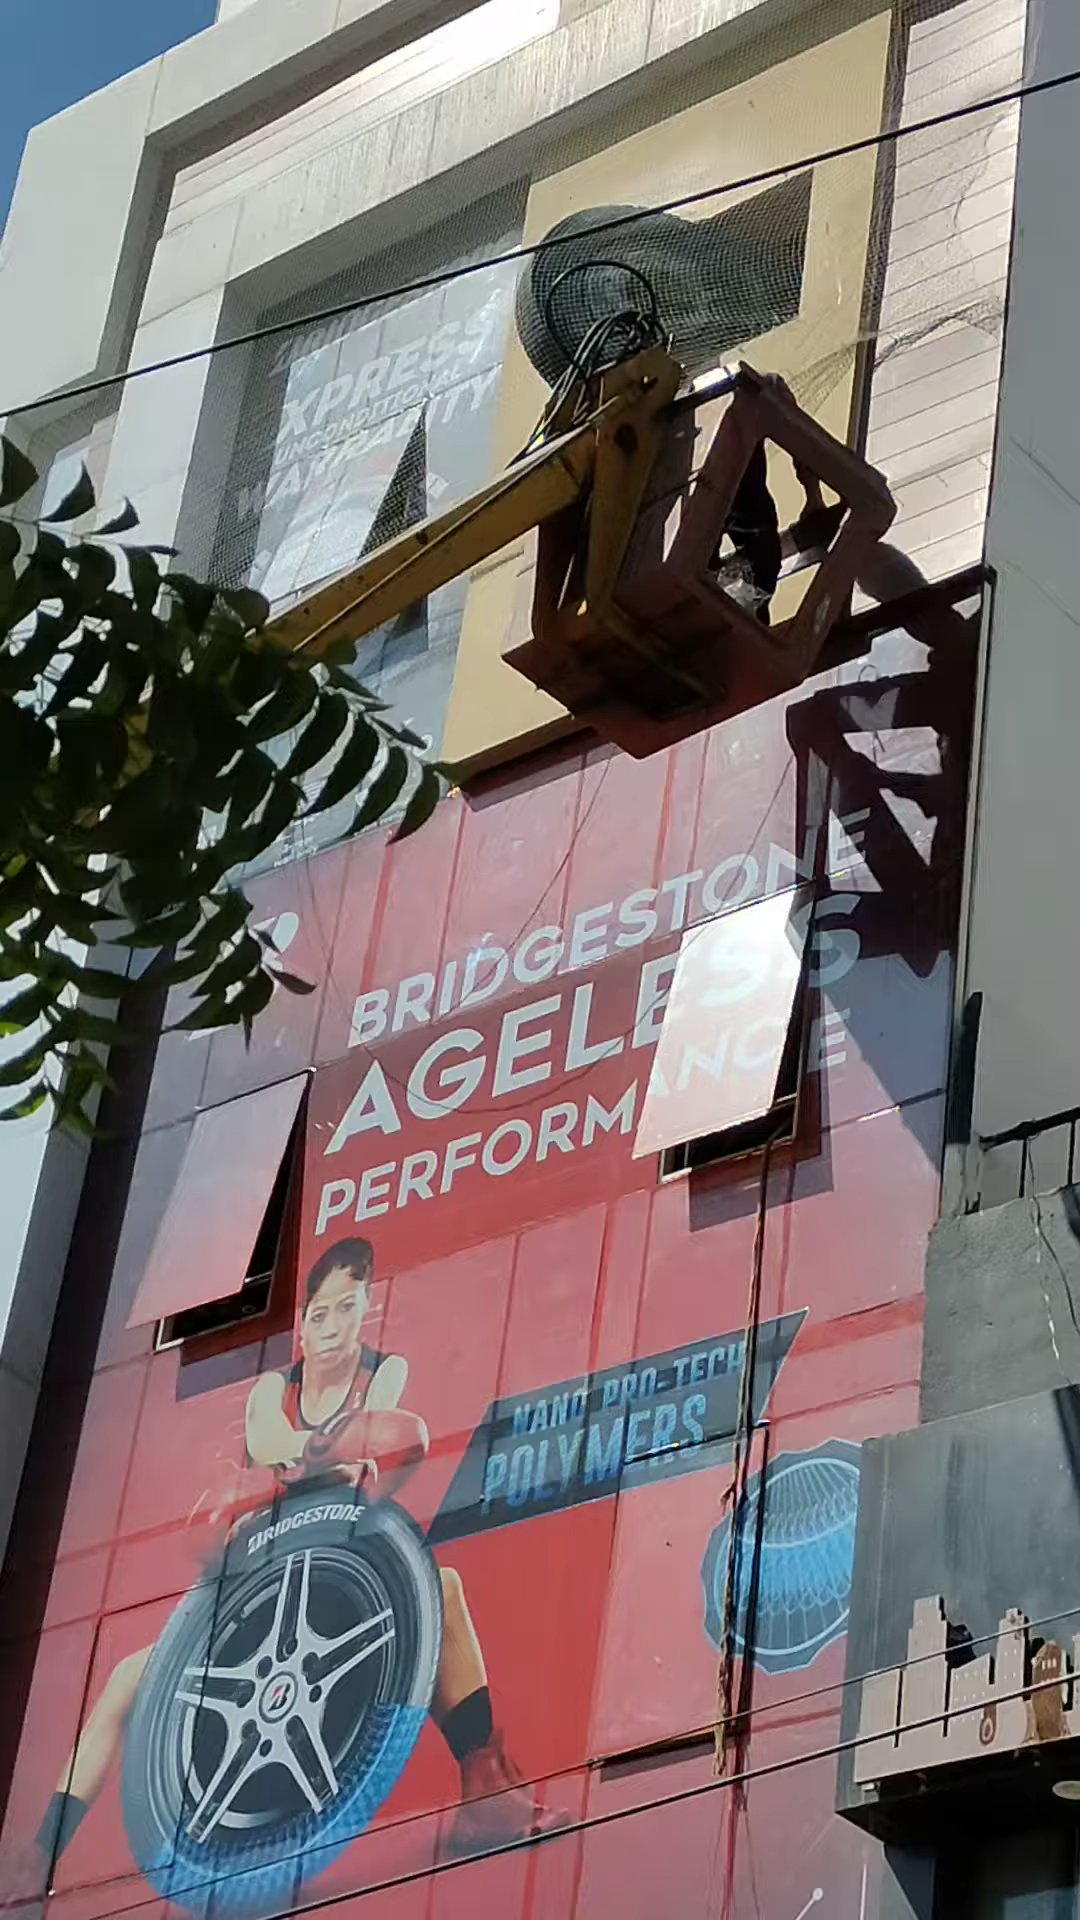 XPRESS
UNCONDITIONAL
WARRANTY
BRIDGESTONE
AGELESS
PERFORMANCE
NANO PRO-TECH
POLYMERS
BRIDGESTONE
B